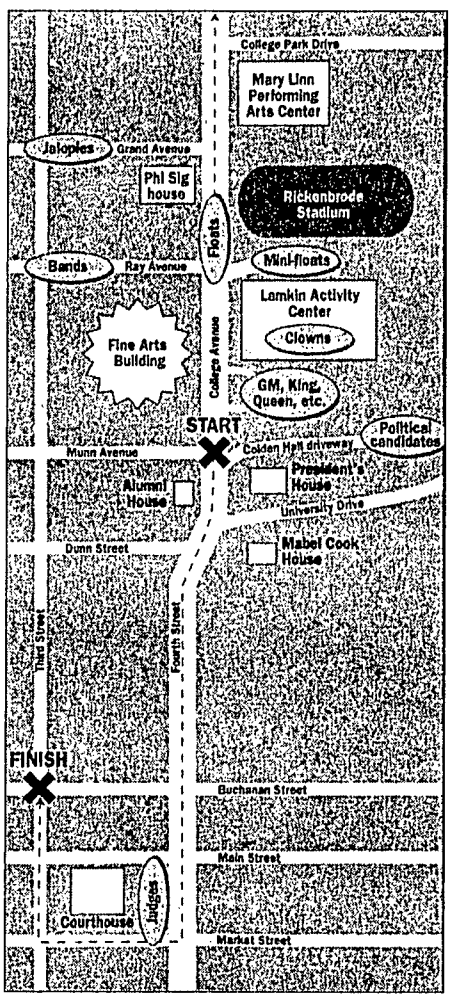 College Park Drive
Mary Linn
Performing
Arts Center
Jalopies
Grand Avenue
Phi Sig
house
Rickenbrode
Stadium
Floats
Mini-floats
Bands
Ray Avenue
Lamkin Activity
Center
Clowns
Fine Arts
Building
College Avenue
GM, King,
Queen, etc.
START
Political
candidates
Munn Avenue
Colden Hall driveway
President's
House
Alumni
House
University Drive
Dunn Street
Mabel Cook
House
Third Street
Fourth Street
FINISH
Buchanan Street
Main Street
Judges
Courthouse
Market Street